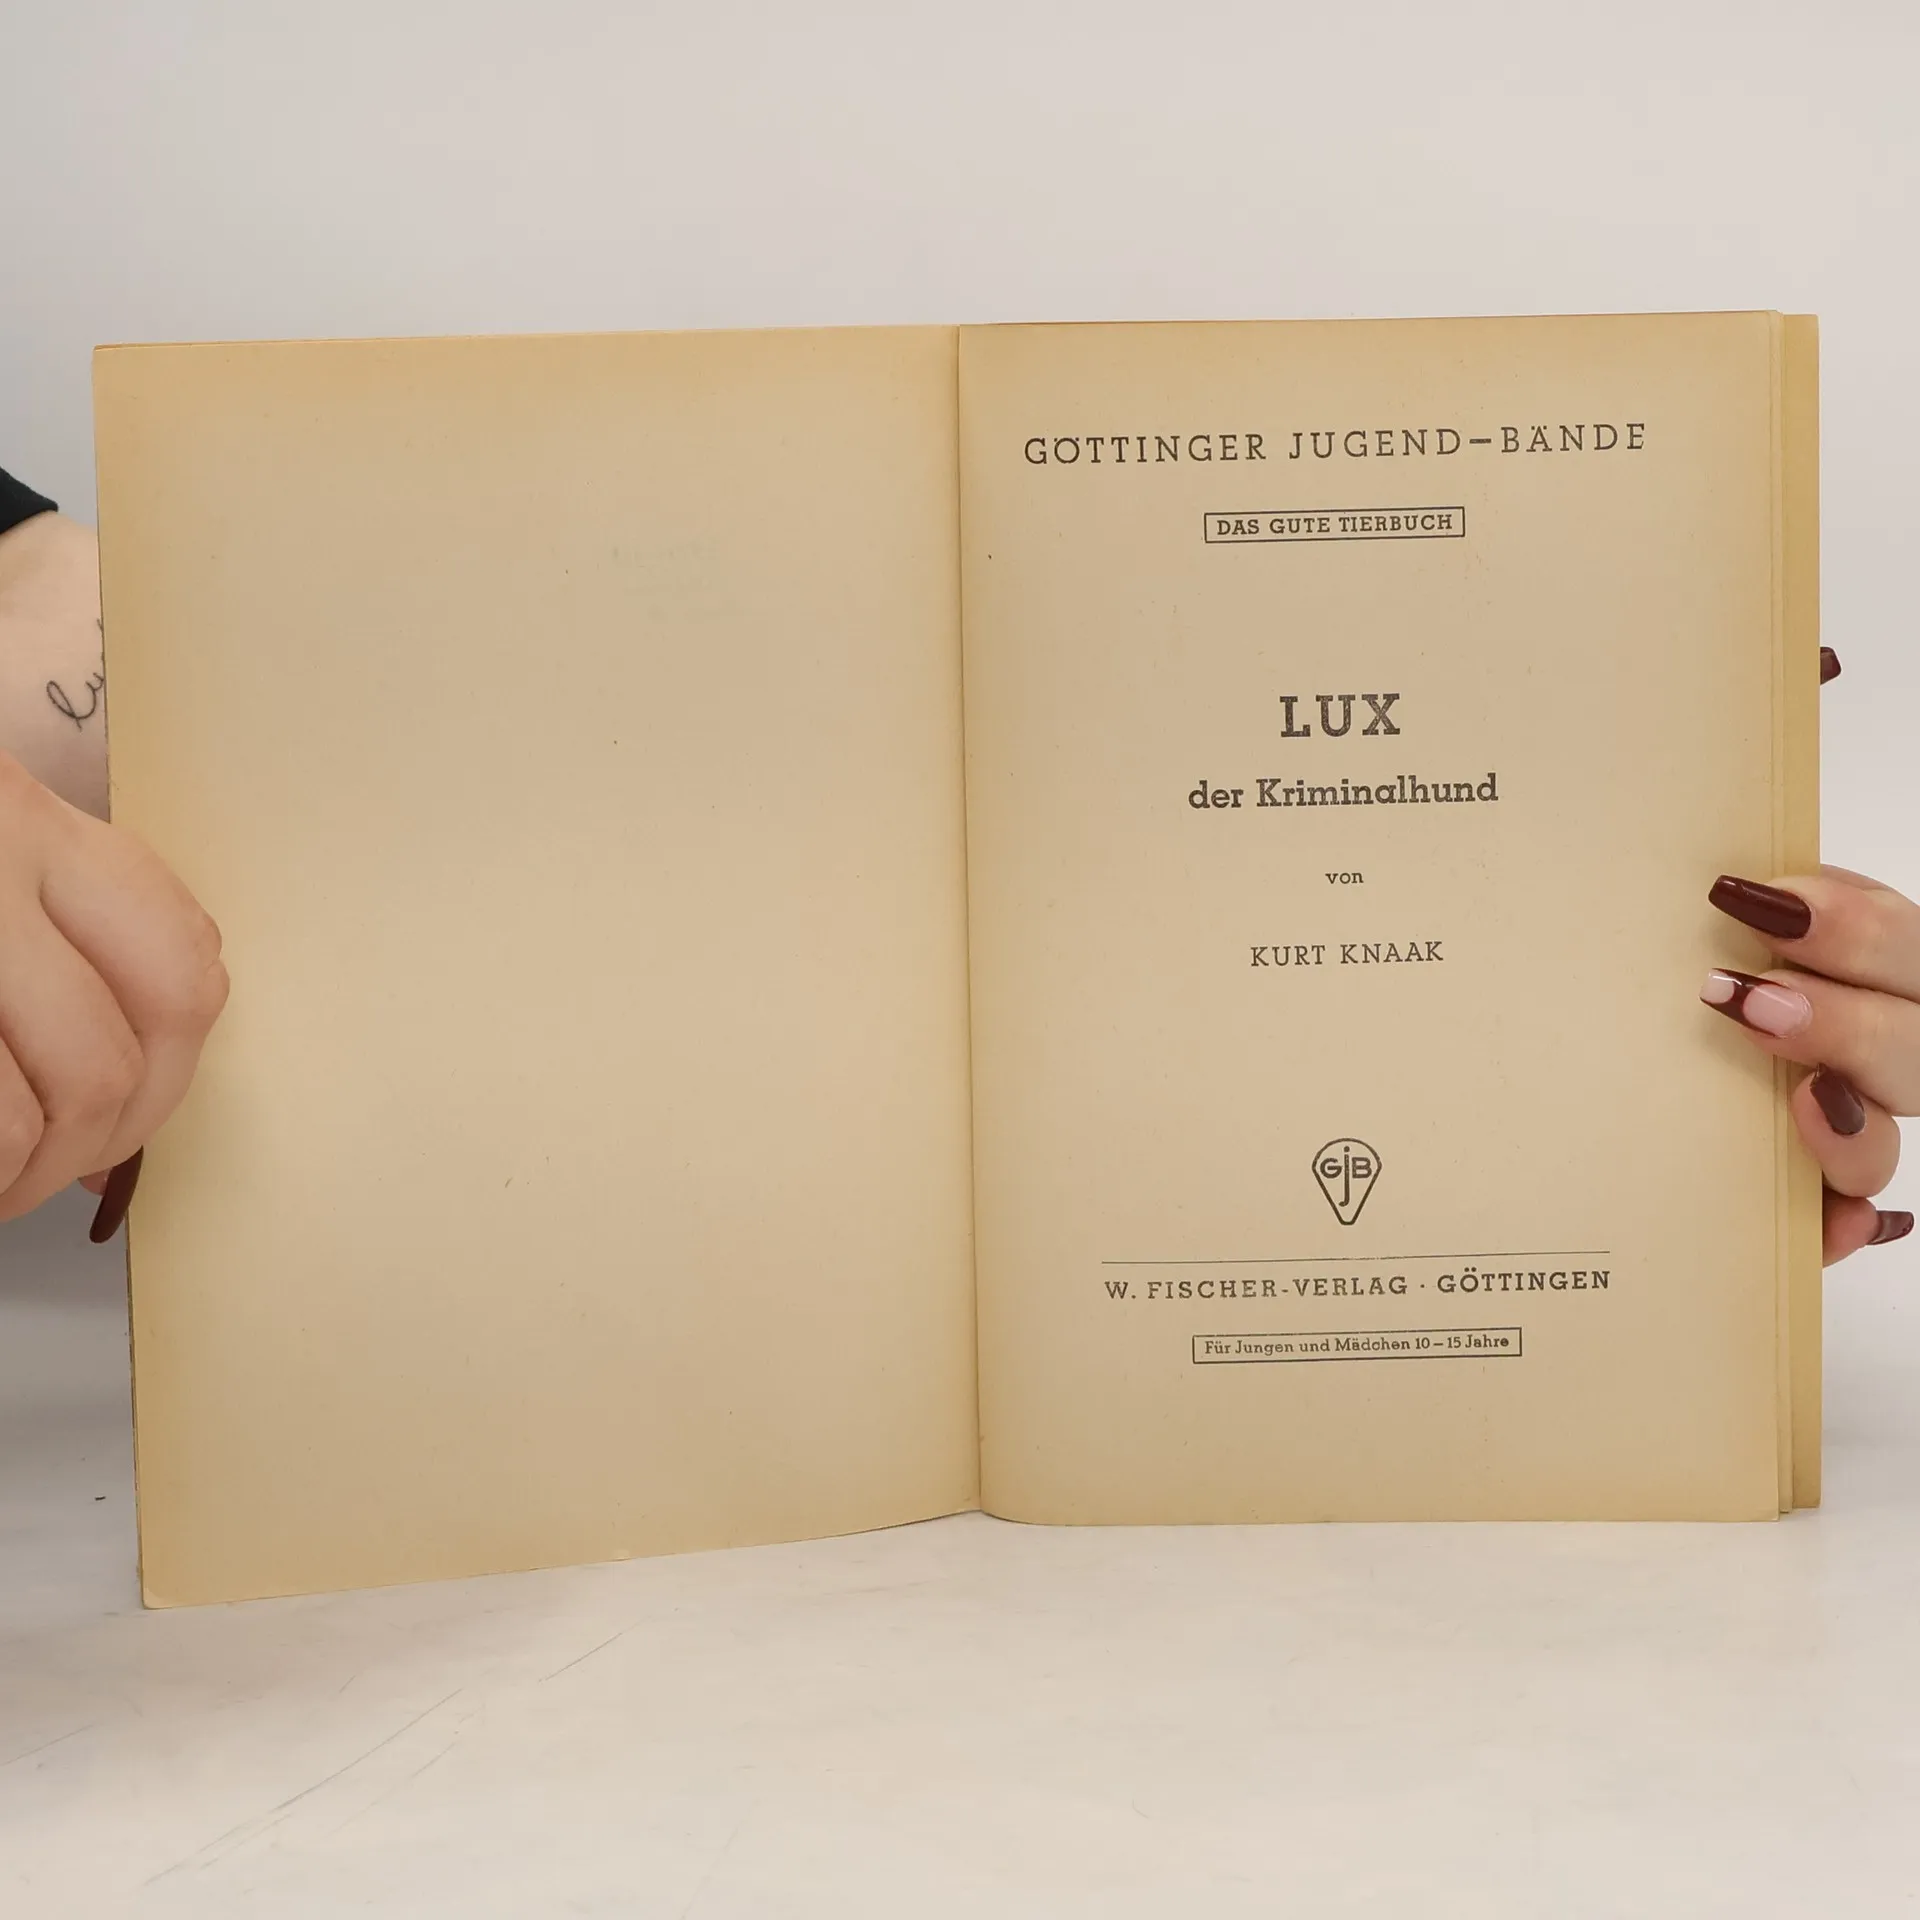 GÖTTINGER JUGEND-BÄNDE
DAS GUTE TIERBUCH
LUX
der Kriminalhund
von
KURT KNAAK
GjB
W. FISCHER-VERLAG · GÖTTINGEN
Für Jungen und Mädchen 10-15 Jahre